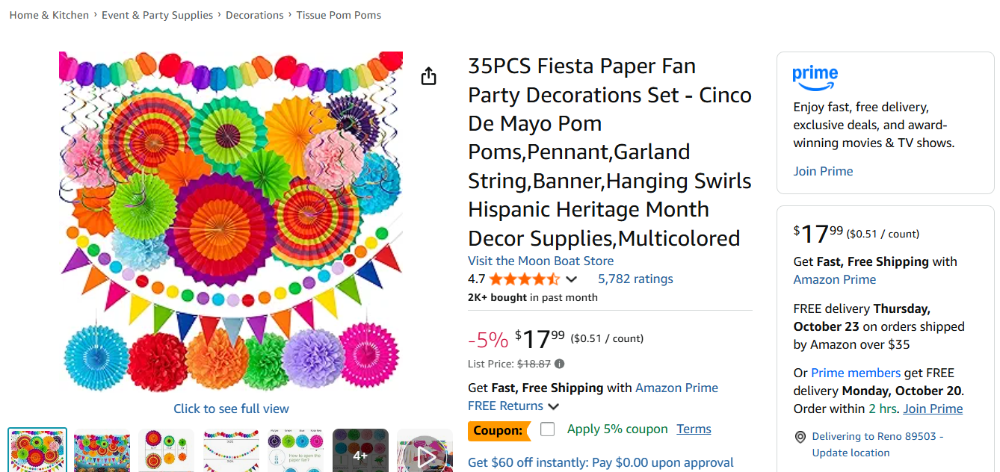 Home & Kitchen › Event & Party Supplies › Decorations › Tissue Pom Poms
35PCS Fiesta Paper Fan
Party Decorations Set - Cinco
De Mayo Pom
Poms,Pennant,Garland
String,Banner,Hanging Swirls
Hispanic Heritage Month
Decor Supplies,Multicolored
Visit the Moon Boat Store
4.7 5,782 ratings
2K+ bought in past month
-5% $17 99 ($0.51 / count)
List Price: $18.87
Get Fast, Free Shipping with Amazon Prime
FREE Returns
Coupon: Apply 5% coupon Terms
Get $60 off instantly: Pay $0.00 upon approval
Click to see full view
4+
prime
Enjoy fast, free delivery,
exclusive deals, and award-
winning movies & TV shows.
Join Prime
$17 99 ($0.51 / count)
Get Fast, Free Shipping with
Amazon Prime
FREE delivery Thursday,
October 23 on orders shipped
by Amazon over $35
Or Prime members get FREE
delivery Monday, October 20.
Order within 2 hrs. Join Prime
Delivering to Reno 89503 -
Update location